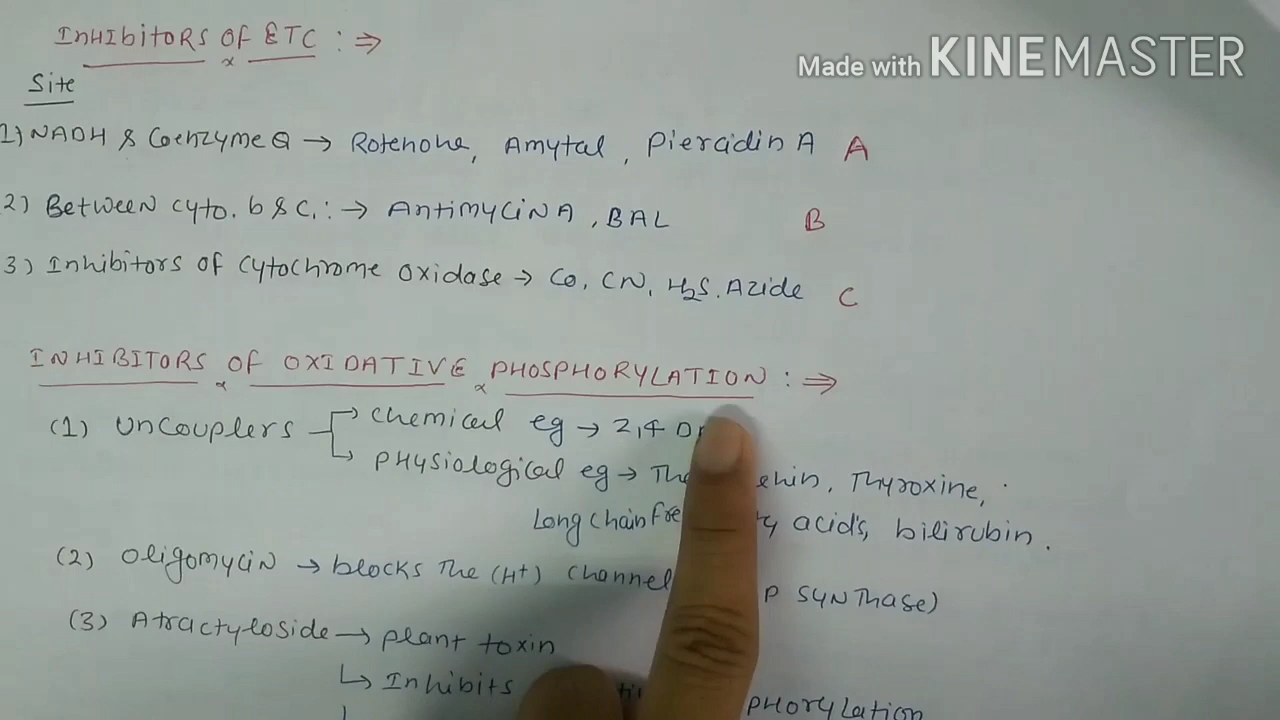 INHIBITORS OF ETC : ⇒
Made with KINEMASTER
Site
1) NADH & Coenzyme Q → Rotenone, Amytal, Pieracidin A A
2) Between Cyto. b & C₁ : → Antimycin A, BAL B
3) Inhibitors of Cytochrome Oxidase → CO, CN, H₂S. Azide C
INHIBITORS OF OXIDATIVE PHOSPHORYLATION : ⇒
(1) Uncouplers → Chemical eg → 2,4
→ Physiological eg → Thyroxine,
Long chain acids, bilirubin.
(2) Oligomycin → blocks The (H⁺) Channel SYNThase)
(3) Atractyloside → plant toxin
↳ Inhibits